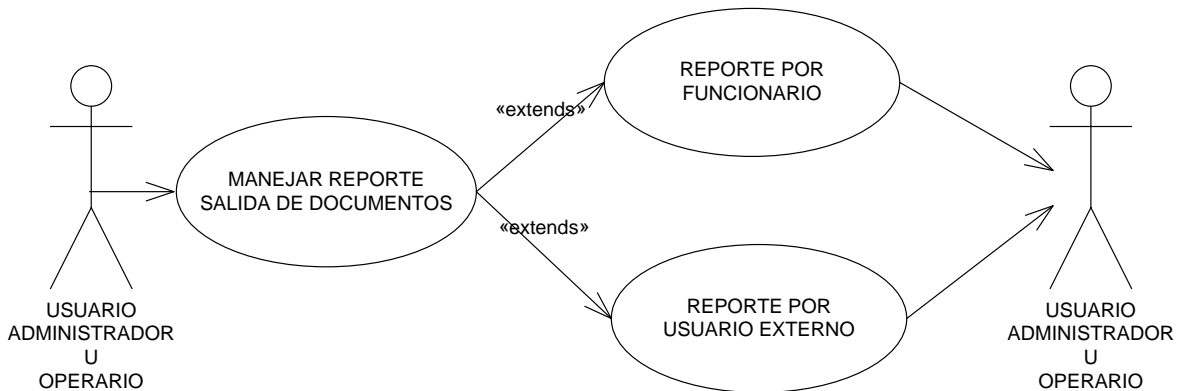 USUARIO
ADMINISTRADOR
U
OPERARIO
MANEJAR REPORTE
SALIDA DE DOCUMENTOS
«extends»
«extends»
REPORTE POR
FUNCIONARIO
REPORTE POR
USUARIO EXTERNO
USUARIO
ADMINISTRADOR
U
OPERARIO